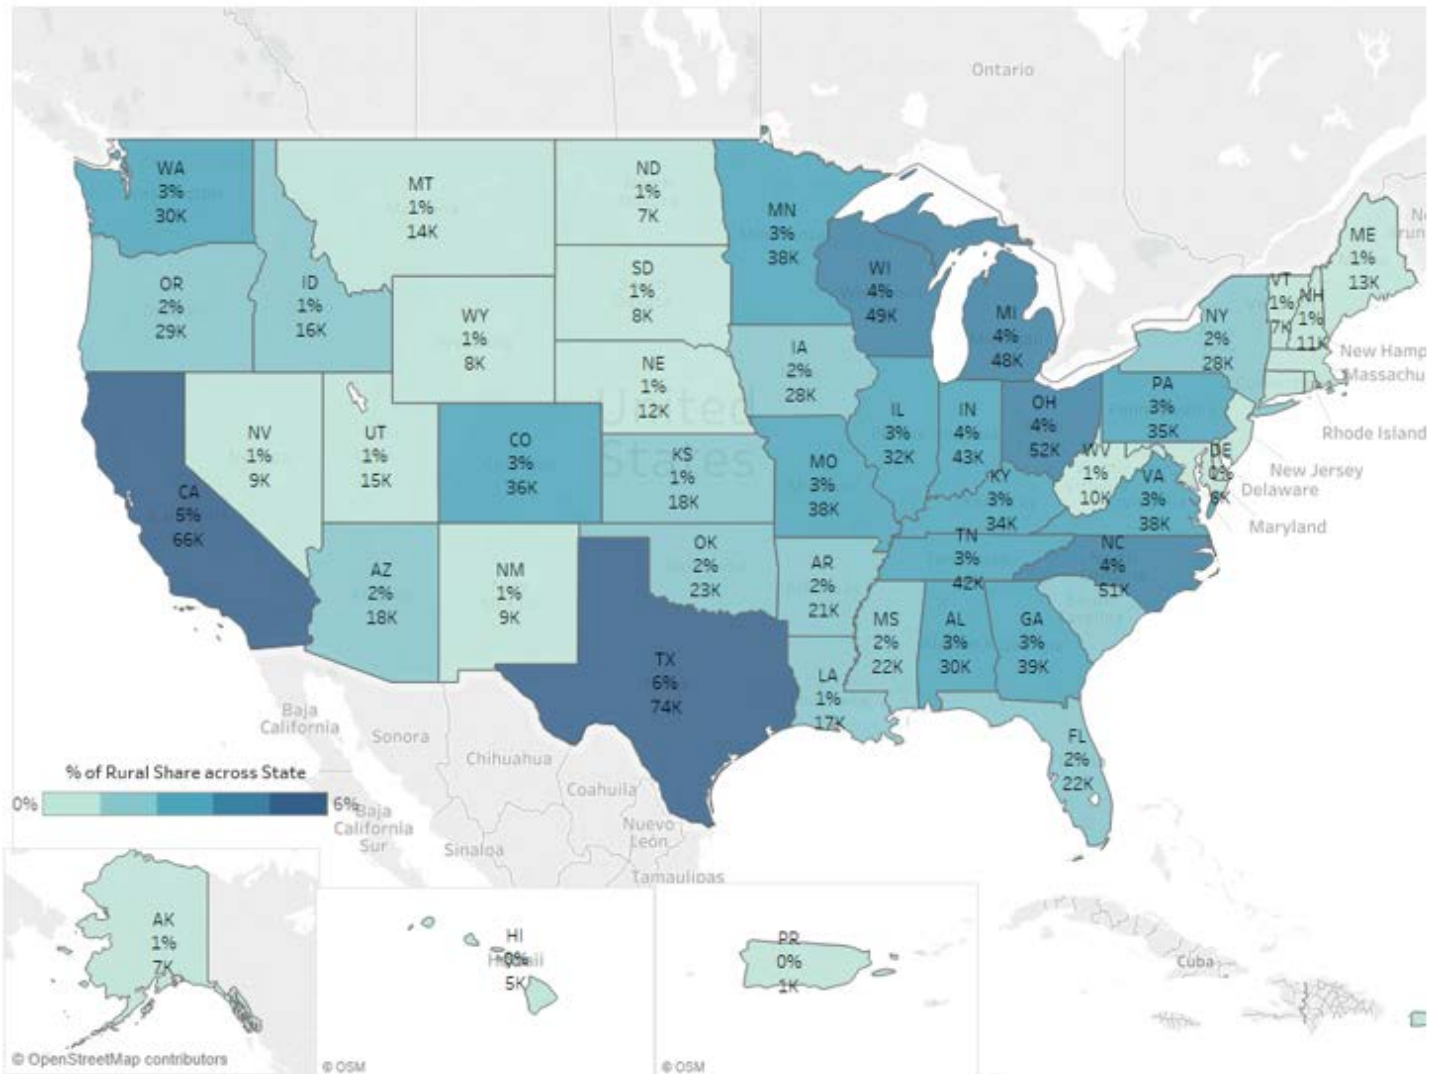 Ontario
WA
3%
30K
MT
1%
14K
ND
1%
7K
MN
3%
38K
ME
1%
13K
OR
2%
29K
ID
1%
16K
WY
1%
8K
SD
1%
8K
WI
4%
49K
MI
4%
48K
VT
1%
7K
NH
1%
11K
NY
2%
28K
New Hamp
Massachu
NE
1%
12K
IA
2%
28K
PA
3%
35K
Rhode Island
United
States
NV
1%
9K
UT
1%
15K
CO
3%
36K
KS
1%
18K
MO
3%
38K
IL
3%
32K
IN
4%
43K
OH
4%
52K
WV
1%
10K
VA
3%
38K
DE
0%
6K
New Jersey
Delaware
Maryland
KY
3%
34K
CA
5%
66K
AZ
2%
18K
NM
1%
9K
OK
2%
23K
AR
2%
21K
TN
3%
42K
NC
4%
51K
TX
6%
74K
LA
1%
17K
MS
2%
22K
AL
3%
30K
GA
3%
39K
FL
2%
22K
Baja
California
Sonora
Chihuahua
Coahuila
Nuevo
León
Tamaulipas
Sinaloa
Baja
California
Sur
% of Rural Share across State
0%
6%
AK
1%
7K
© OpenStreetMap contributors
HI
0%
5K
© OSM
PR
0%
1K
© OSM
Cuba